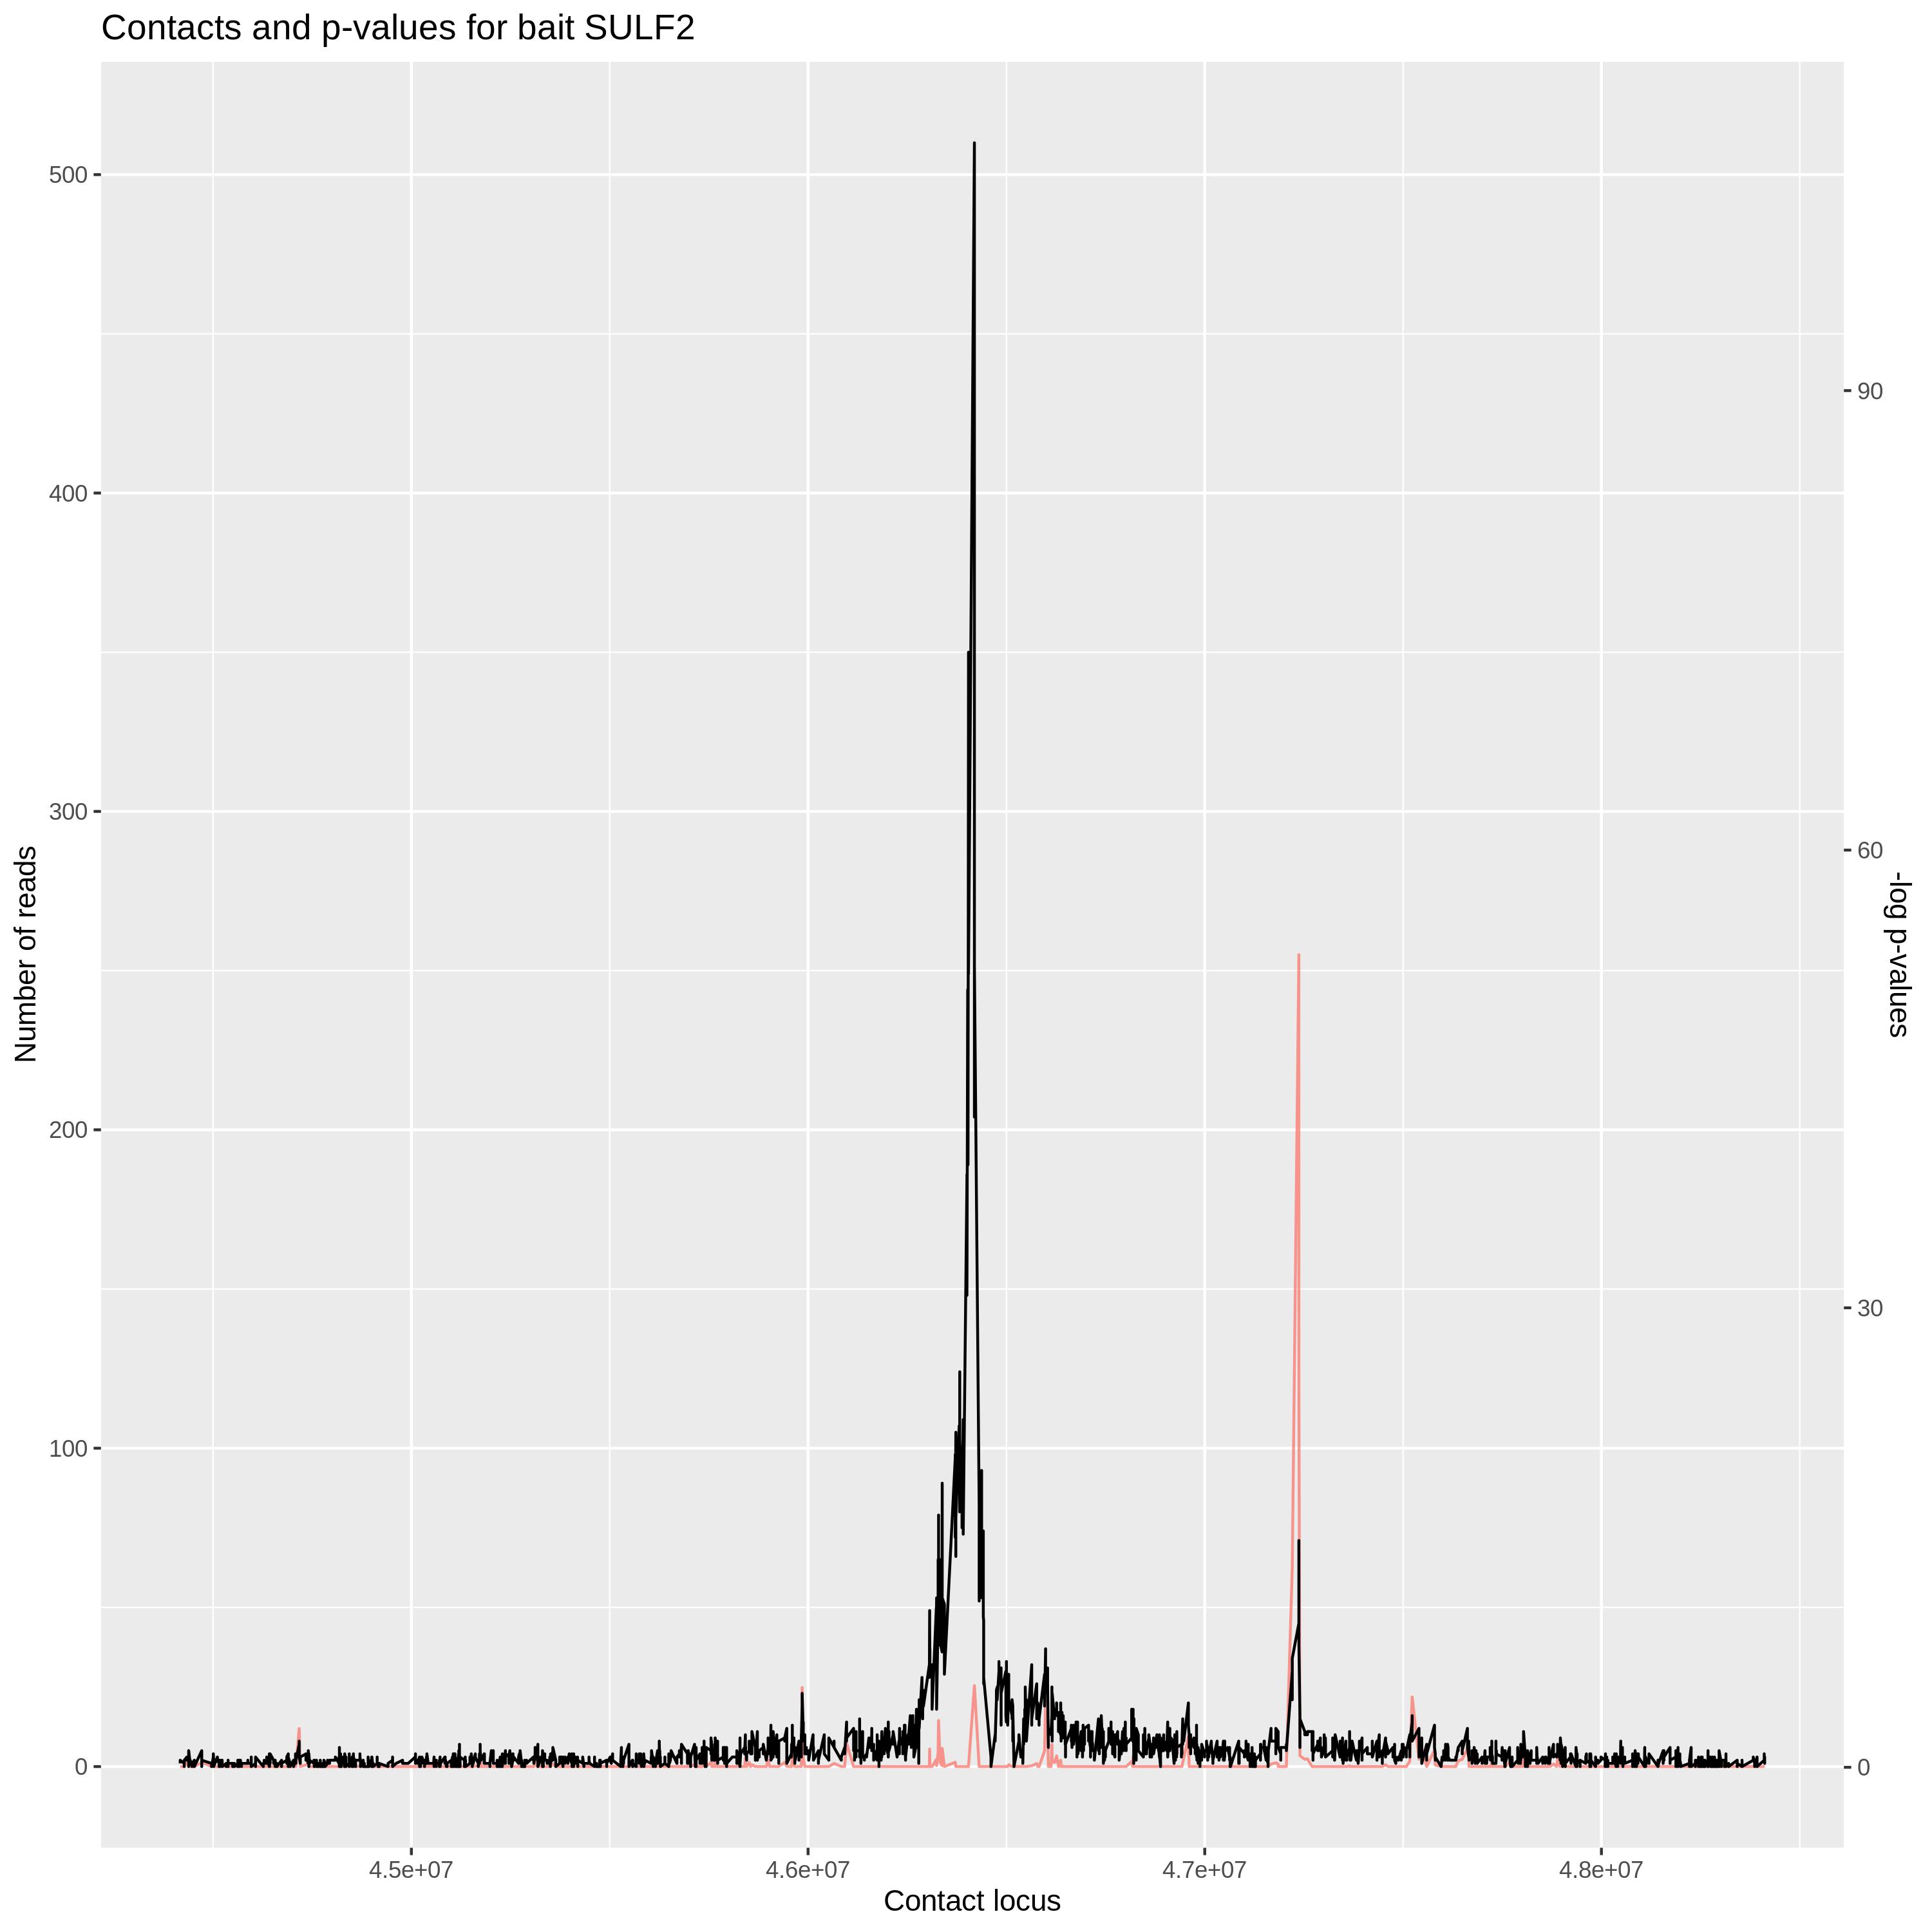 Contacts and p-values for bait SULF2
500
400
300
200
100
0
Number of reads
90
60
30
0
-log p-values
4.5e+07 4.6e+07 4.7e+07 4.8e+07
Contact locus